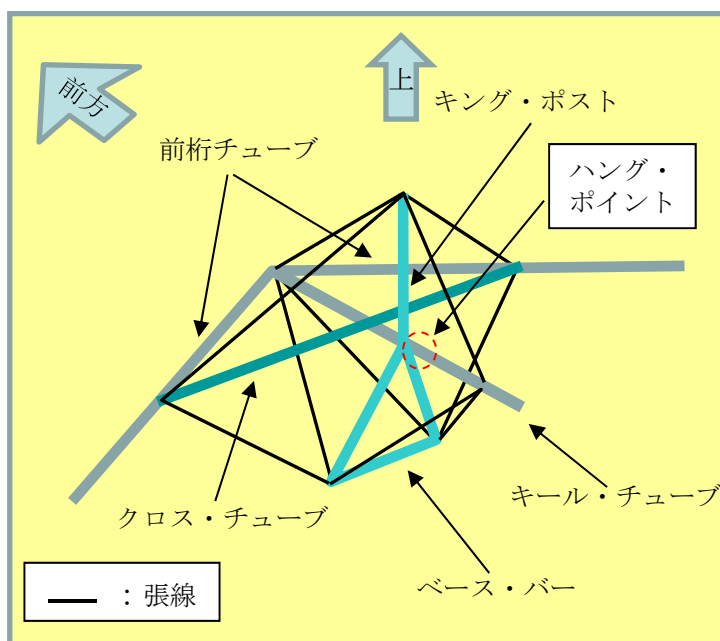 上
前方
キング・ポスト
前桁チューブ
ハング・
ポイント
キール・チューブ
クロス・チューブ
ベース・バー
：張線